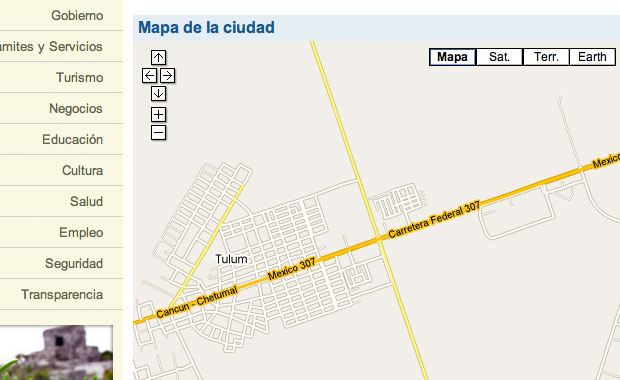 Gobierno
ámites y Servicios
Turismo
Negocios
Educación
Cultura
Salud
Empleo
Seguridad
Transparencia
Mapa de la ciudad
Mapa Sat. Terr. Earth
Mexico
Carretera Federal 307
Tulum
Mexico 307
Cancun - Chetumal